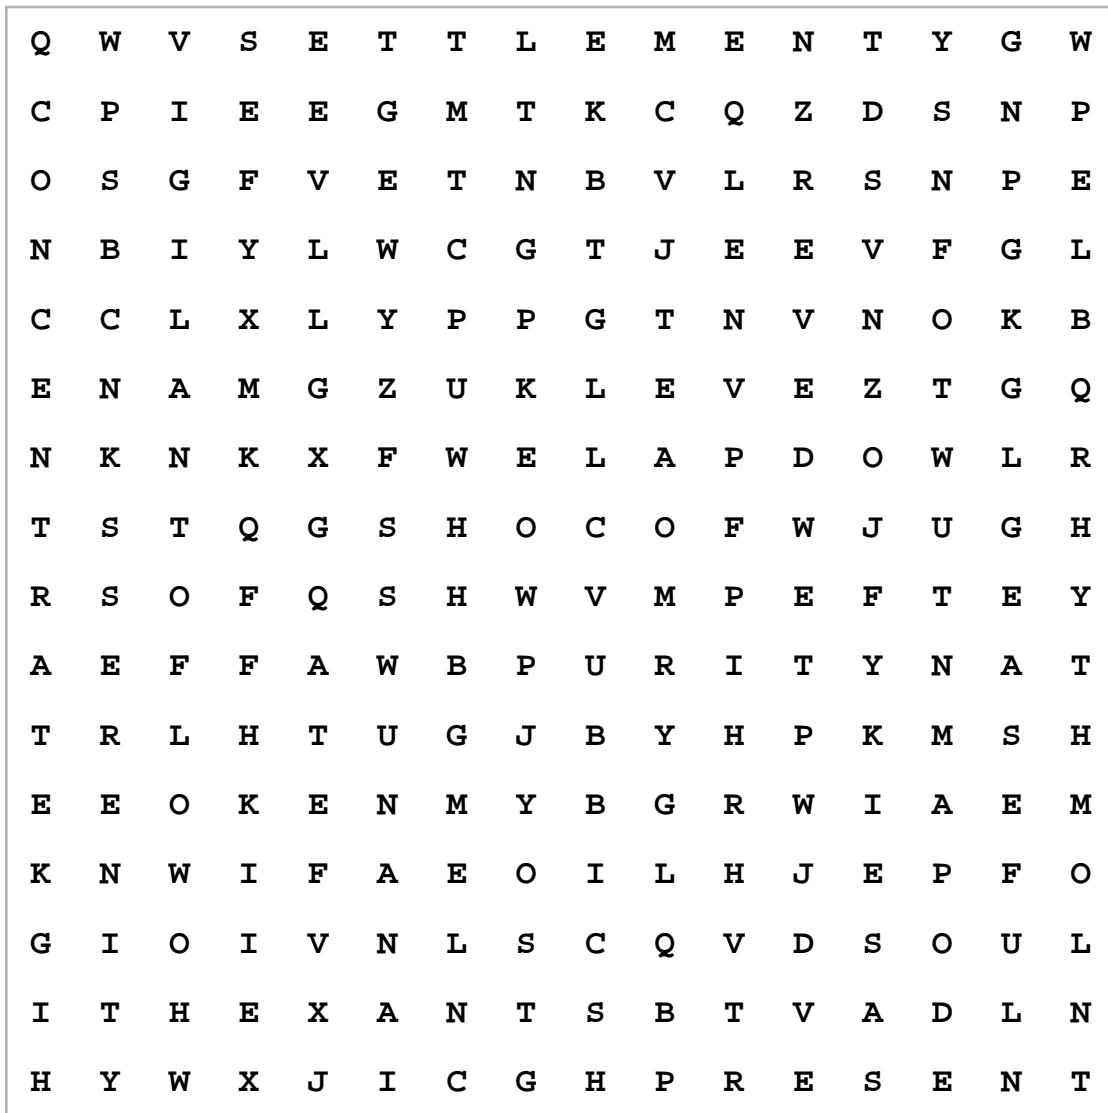 Q W V S E T T L E M E N T Y G W
C P I E E G M T K C Q Z D S N P
O S G F V E T N B V L R S N P E
N B I Y L W C G T J E E V F G L
C C L X L Y P P G T N V N O K B
E N A M G Z U K L E V E Z T G Q
N K N K X F W E L A P D O W L R
T S T Q G S H O C O F W J U G H
R S O F Q S H W V M P E F T E Y
A E F F A W B P U R I T Y N A T
T R L H T U G J B Y H P K M S H
E E O K E N M Y B G R W I A E M
K N W I F A E O I L H J E P F O
G I O I V N L S C Q V D S O U L
I T H E X A N T S B T V A D L N
H Y W X J I C G H P R E S E N T